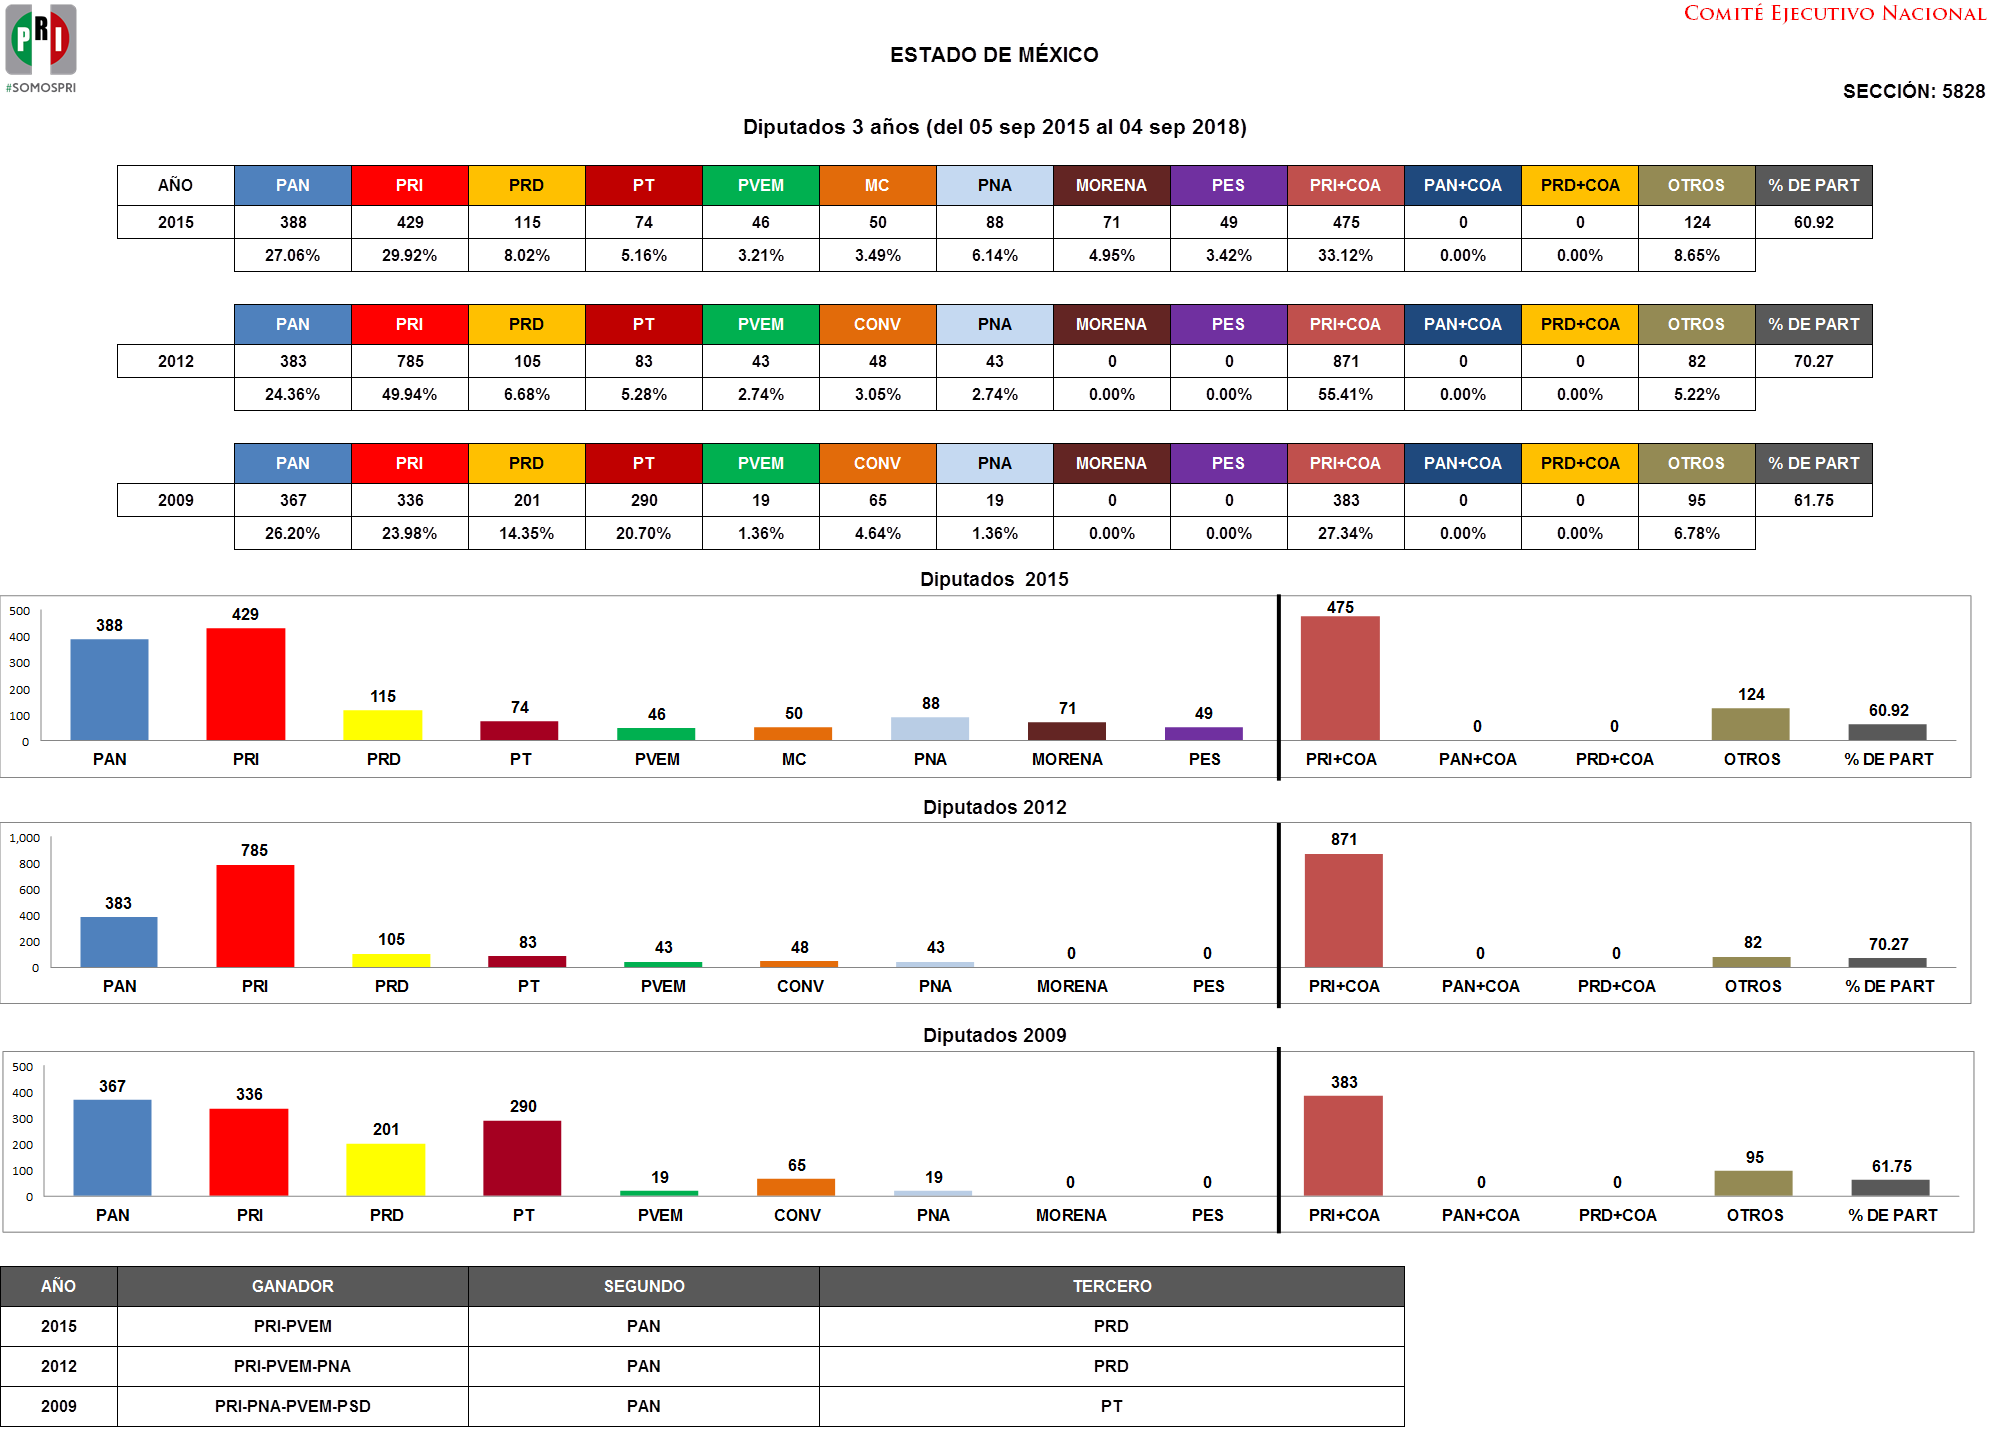 COMITÉ EJECUTIVO NACIONAL
PRI
#SOMOSPRI
ESTADO DE MÉXICO
SECCIÓN: 5828
Diputados 3 años (del 05 sep 2015 al 04 sep 2018)
AÑO PAN PRI PRD PT PVEM MC PNA MORENA PES PRI+COA PAN+COA PRD+COA OTROS % DE PART
2015 388 429 115 74 46 50 88 71 49 475 0 0 124 60.92
27.06% 29.92% 8.02% 5.16% 3.21% 3.49% 6.14% 4.95% 3.42% 33.12% 0.00% 0.00% 8.65%
PAN PRI PRD PT PVEM CONV PNA MORENA PES PRI+COA PAN+COA PRD+COA OTROS % DE PART
2012 383 785 105 83 43 48 43 0 0 871 0 0 82 70.27
24.36% 49.94% 6.68% 5.28% 2.74% 3.05% 2.74% 0.00% 0.00% 55.41% 0.00% 0.00% 5.22%
PAN PRI PRD PT PVEM CONV PNA MORENA PES PRI+COA PAN+COA PRD+COA OTROS % DE PART
2009 367 336 201 290 19 65 19 0 0 383 0 0 95 61.75
26.20% 23.98% 14.35% 20.70% 1.36% 4.64% 1.36% 0.00% 0.00% 27.34% 0.00% 0.00% 6.78%
Diputados 2015
500
400
300
200
100
0
388 429 115 74 46 50 88 71 49 475 0 0 124 60.92
PAN PRI PRD PT PVEM MC PNA MORENA PES PRI+COA PAN+COA PRD+COA OTROS % DE PART
Diputados 2012
1,000
800
600
400
200
0
383 785 105 83 43 48 43 0 0 871 0 0 82 70.27
PAN PRI PRD PT PVEM CONV PNA MORENA PES PRI+COA PAN+COA PRD+COA OTROS % DE PART
Diputados 2009
500
400
300
200
100
0
367 336 201 290 19 65 19 0 0 383 0 0 95 61.75
PAN PRI PRD PT PVEM CONV PNA MORENA PES PRI+COA PAN+COA PRD+COA OTROS % DE PART
AÑO GANADOR SEGUNDO TERCERO
2015 PRI-PVEM PAN PRD
2012 PRI-PVEM-PNA PAN PRD
2009 PRI-PNA-PVEM-PSD PAN PT